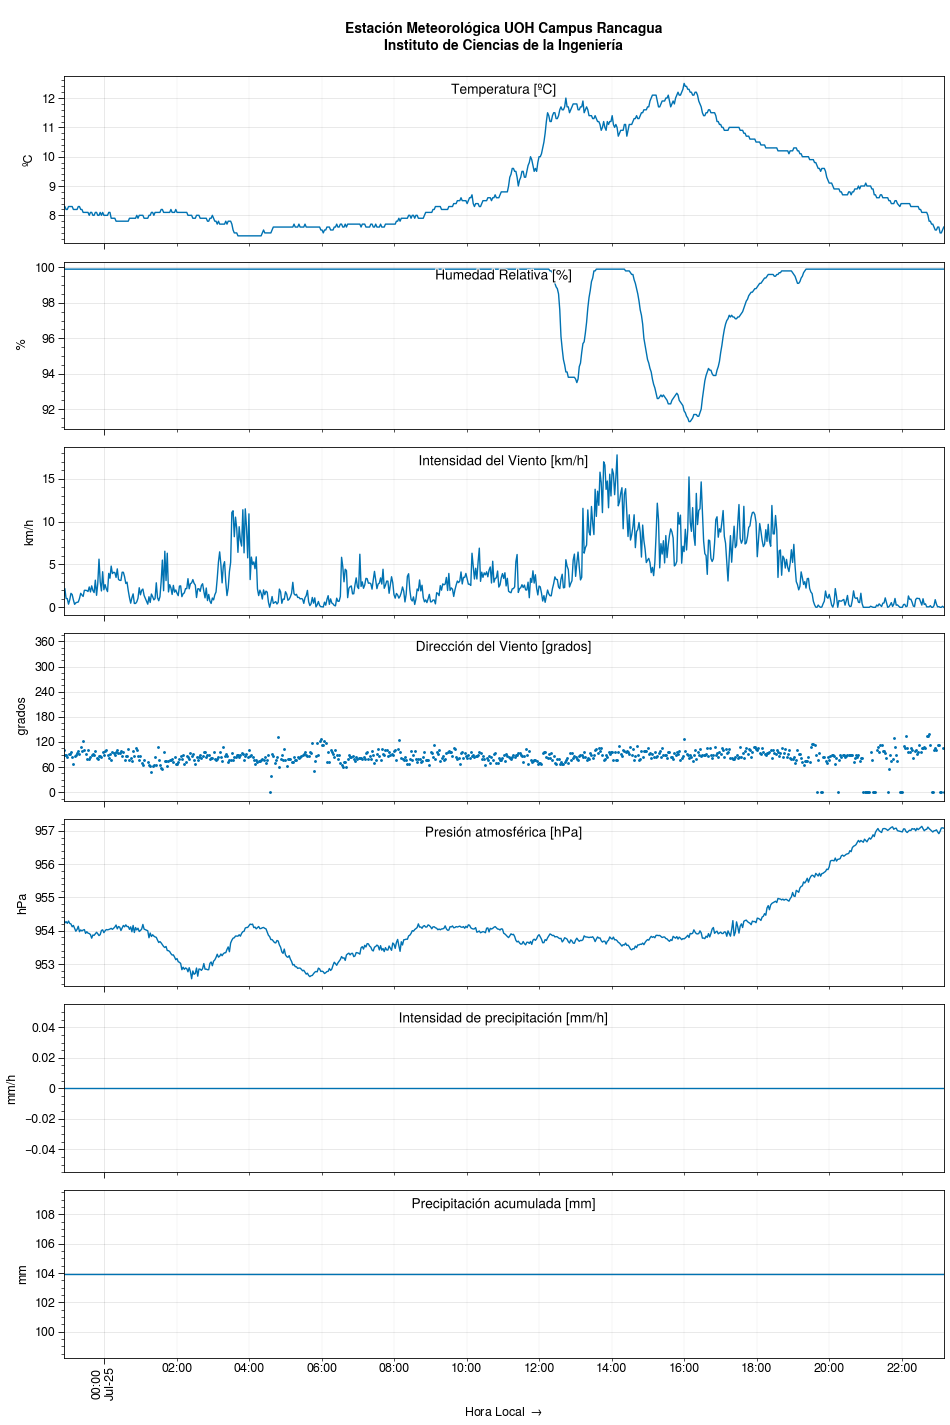 Estación Meteorológica UOH Campus Rancagua
Instituto de Ciencias de la Ingeniería
Temperatura [ºC]
12
11
10
9
8
ºC
Humedad Relativa [%]
100
98
96
94
92
%
Intensidad del Viento [km/h]
15
10
5
0
km/h
Dirección del Viento [grados]
360
300
240
180
120
60
0
grados
Presión atmosférica [hPa]
957
956
955
954
953
hPa
Intensidad de precipitación [mm/h]
0.04
0.02
0
−0.02
−0.04
mm/h
Precipitación acumulada [mm]
108
106
104
102
100
mm
00:00
Jul-25
02:00 04:00 06:00 08:00 10:00 12:00 14:00 16:00 18:00 20:00 22:00
Hora Local →